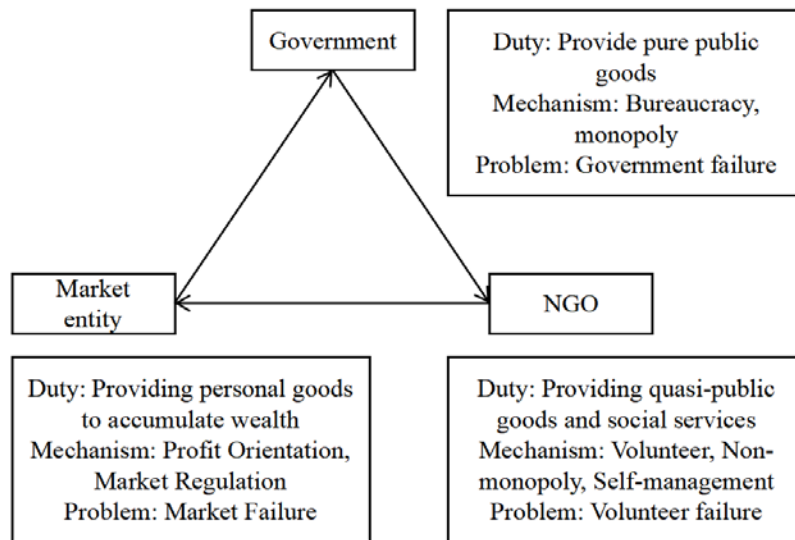 Government
Duty: Provide pure public
goods
Mechanism: Bureaucracy,
monopoly
Problem: Government failure
Market
entity
NGO
Duty: Providing personal goods
to accumulate wealth
Mechanism: Profit Orientation,
Market Regulation
Problem: Market Failure
Duty: Providing quasi-public
goods and social services
Mechanism: Volunteer, Non-
monopoly, Self-management
Problem: Volunteer failure